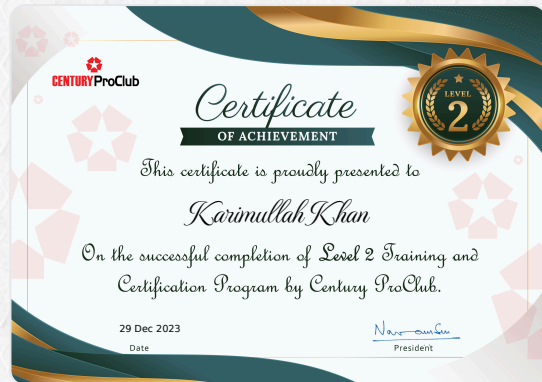 CENTURY ProClub
Certificate
OF ACHIEVEMENT
LEVEL
2
This certificate is proudly presented to
Karimullah Khan
On the successful completion of Level 2 Training and
Certification Program by Century ProClub.
29 Dec 2023
Date
President